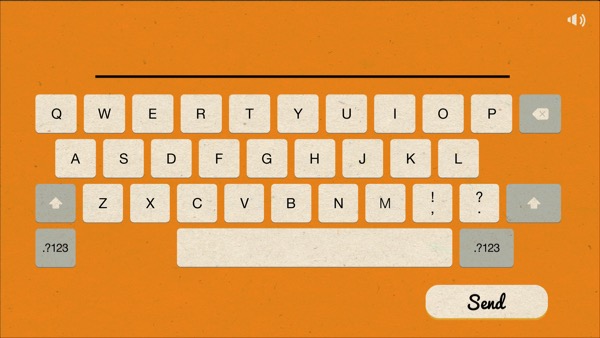 Q W E R T Y U I O P
A S D F G H J K L
Z X C V B N M ! , ? .
.?123 .?123
Send